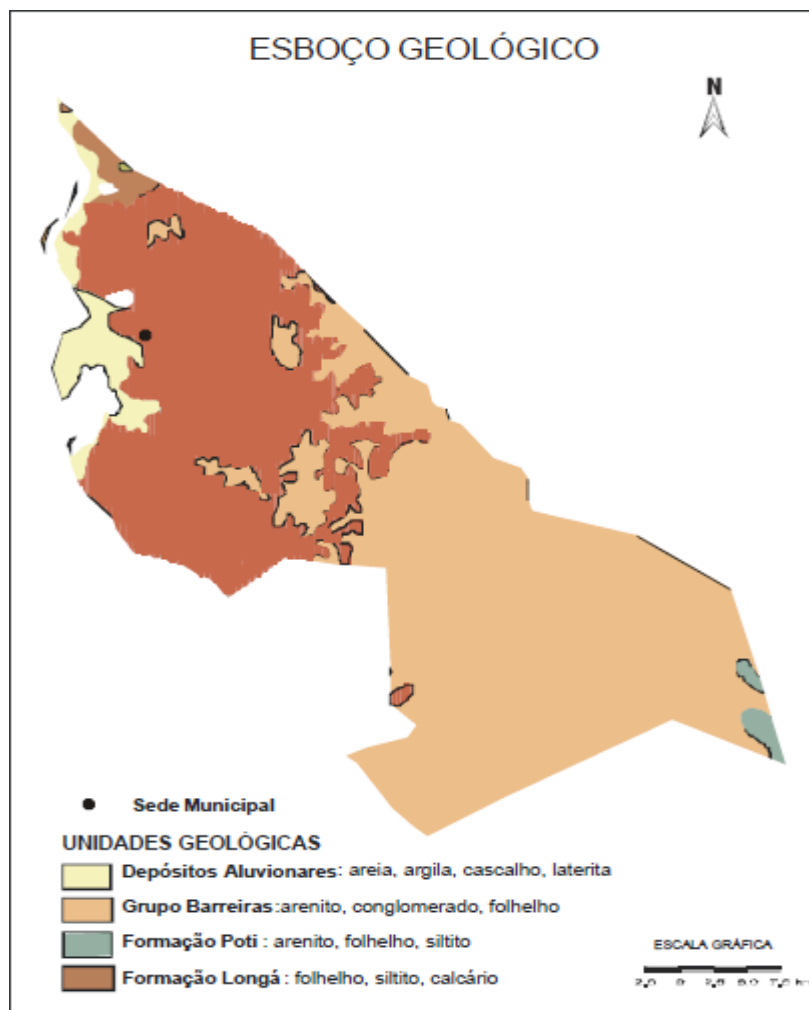 ESBOÇO GEOLÓGICO
N
Sede Municipal
UNIDADES GEOLÓGICAS
Depósitos Aluvionares: areia, argila, cascalho, laterita
Grupo Barreiras:arenito, conglomerado, folhelho
Formação Poti : arenito, folhelho, siltito
Formação Longá : folhelho, siltito, calcário
ESCALA GRÁFICA